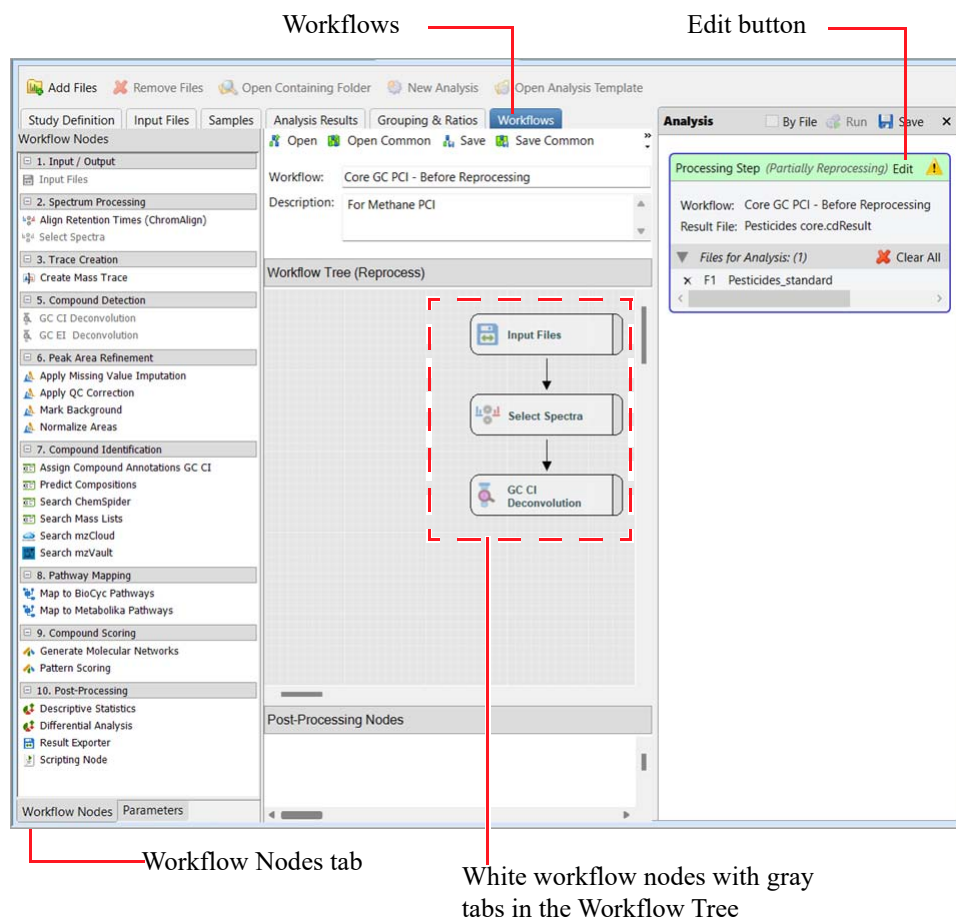 Workflows
Edit button
Add Files Remove Files Open Containing Folder New Analysis Open Analysis Template
Study Definition Input Files Samples Analysis Results Grouping & Ratios Workflows
Workflow Nodes
1. Input / Output
Input Files
2. Spectrum Processing
Align Retention Times (ChromAlign)
Select Spectra
3. Trace Creation
Create Mass Trace
5. Compound Detection
GC CI Deconvolution
GC EI Deconvolution
6. Peak Area Refinement
Apply Missing Value Imputation
Apply QC Correction
Mark Background
Normalize Areas
7. Compound Identification
Assign Compound Annotations GC CI
Predict Compositions
Search ChemSpider
Search Mass Lists
Search mzCloud
Search mzVault
8. Pathway Mapping
Map to BioCyc Pathways
Map to Metabolika Pathways
9. Compound Scoring
Generate Molecular Networks
Pattern Scoring
10. Post-Processing
Descriptive Statistics
Differential Analysis
Result Exporter
Scripting Node
Workflow Nodes Parameters
Open Open Common Save Save Common »
Workflow: Core GC PCI - Before Reprocessing
Description: For Methane PCI
Workflow Tree (Reprocess)
Input Files
Select Spectra
GC CI
Deconvolution
Post-Processing Nodes
Analysis By File Run Save ×
Processing Step (Partially Reprocessing) Edit
Workflow: Core GC PCI - Before Reprocessing
Result File: Pesticides core.cdResult
Files for Analysis: (1) Clear All
× F1 Pesticides_standard
Workflow Nodes tab
White workflow nodes with gray
tabs in the Workflow Tree